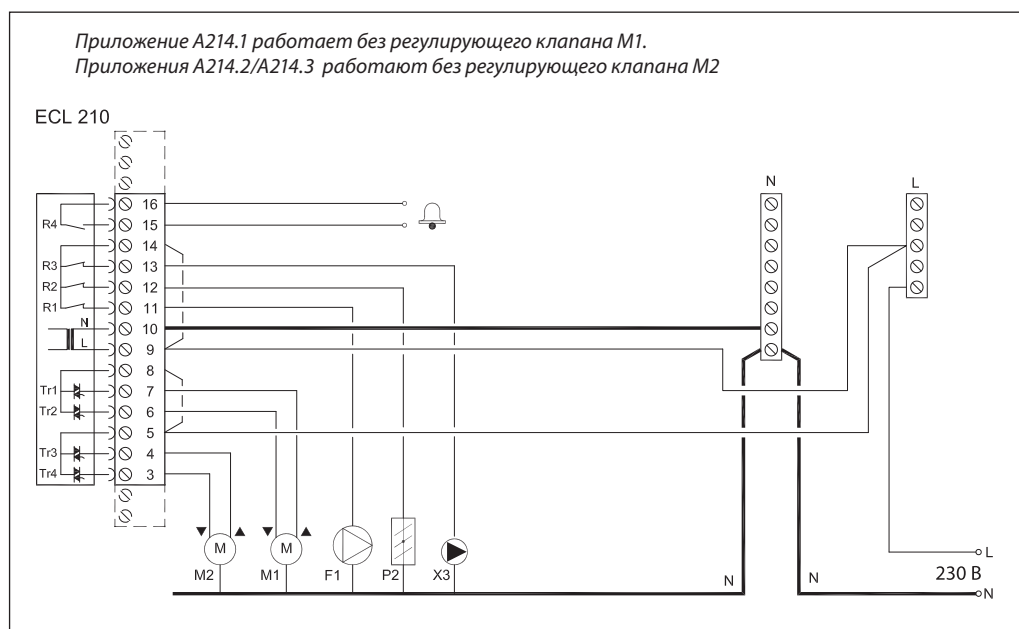 Приложение A214.1 работает без регулирующего клапана M1.
Приложения A214.2/A214.3 работают без регулирующего клапана M2
ECL 210
N
L
16
R4
15
14
R3
13
R2
12
R1
11
N
10
L
9
8
Tr1
7
Tr2
6
5
Tr3
4
Tr4
3
M
M
M2
M1
F1
P2
X3
N
N
L
230 В
N